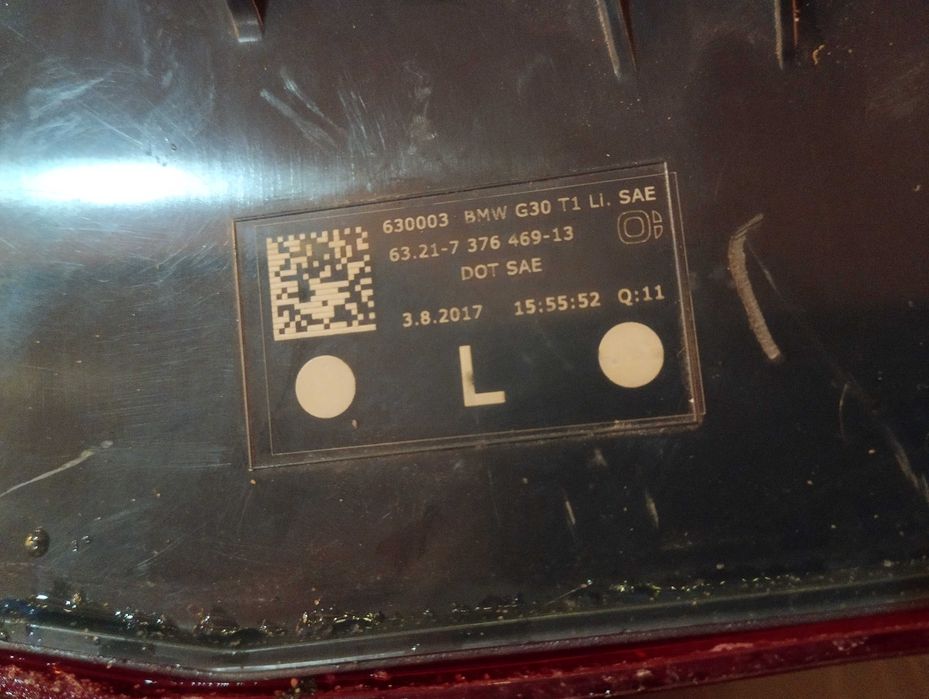 630003 BMW G30 T1 Li. SAE
63.21-7 376 469-13
DOT SAE
3.8.2017 15:55:52 Q:11
L